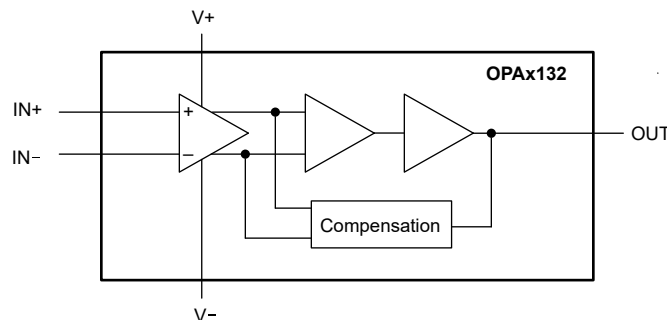 V+
OPAx132
IN+
+
IN−
−
OUT
Compensation
V−